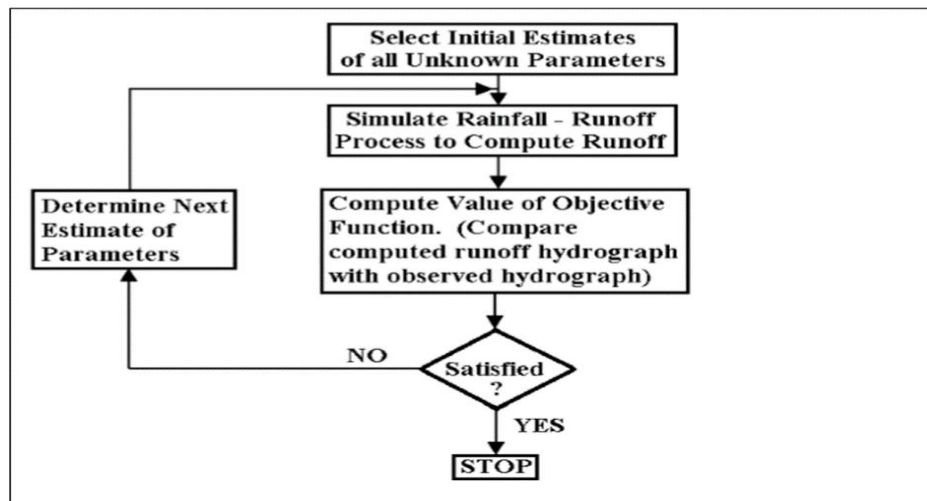 Select Initial Estimates
of all Unknown Parameters
Simulate Rainfall - Runoff
Process to Compute Runoff
Determine Next
Estimate of
Parameters
Compute Value of Objective
Function. (Compare
computed runoff hydrograph
with observed hydrograph)
NO
Satisfied
?
YES
STOP